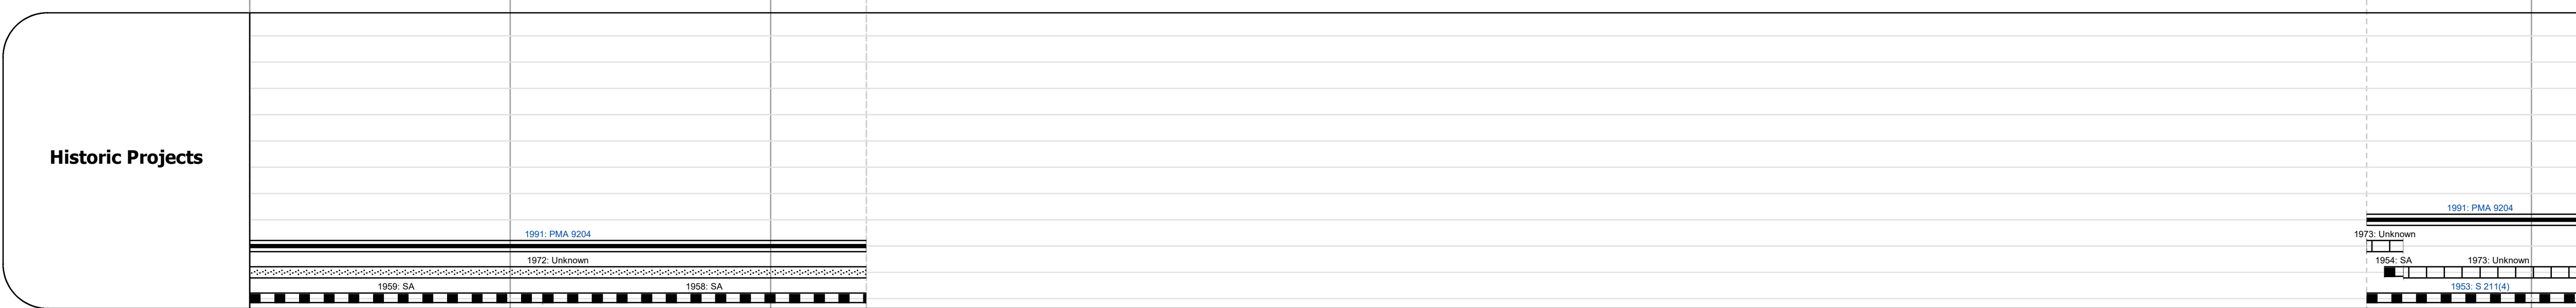 Historic Projects
1991: PMA 9204
1972: Unknown
1959: SA
1958: SA
1991: PMA 9204
1973: Unknown
1954: SA
1973: Unknown
1953: S 211(4)